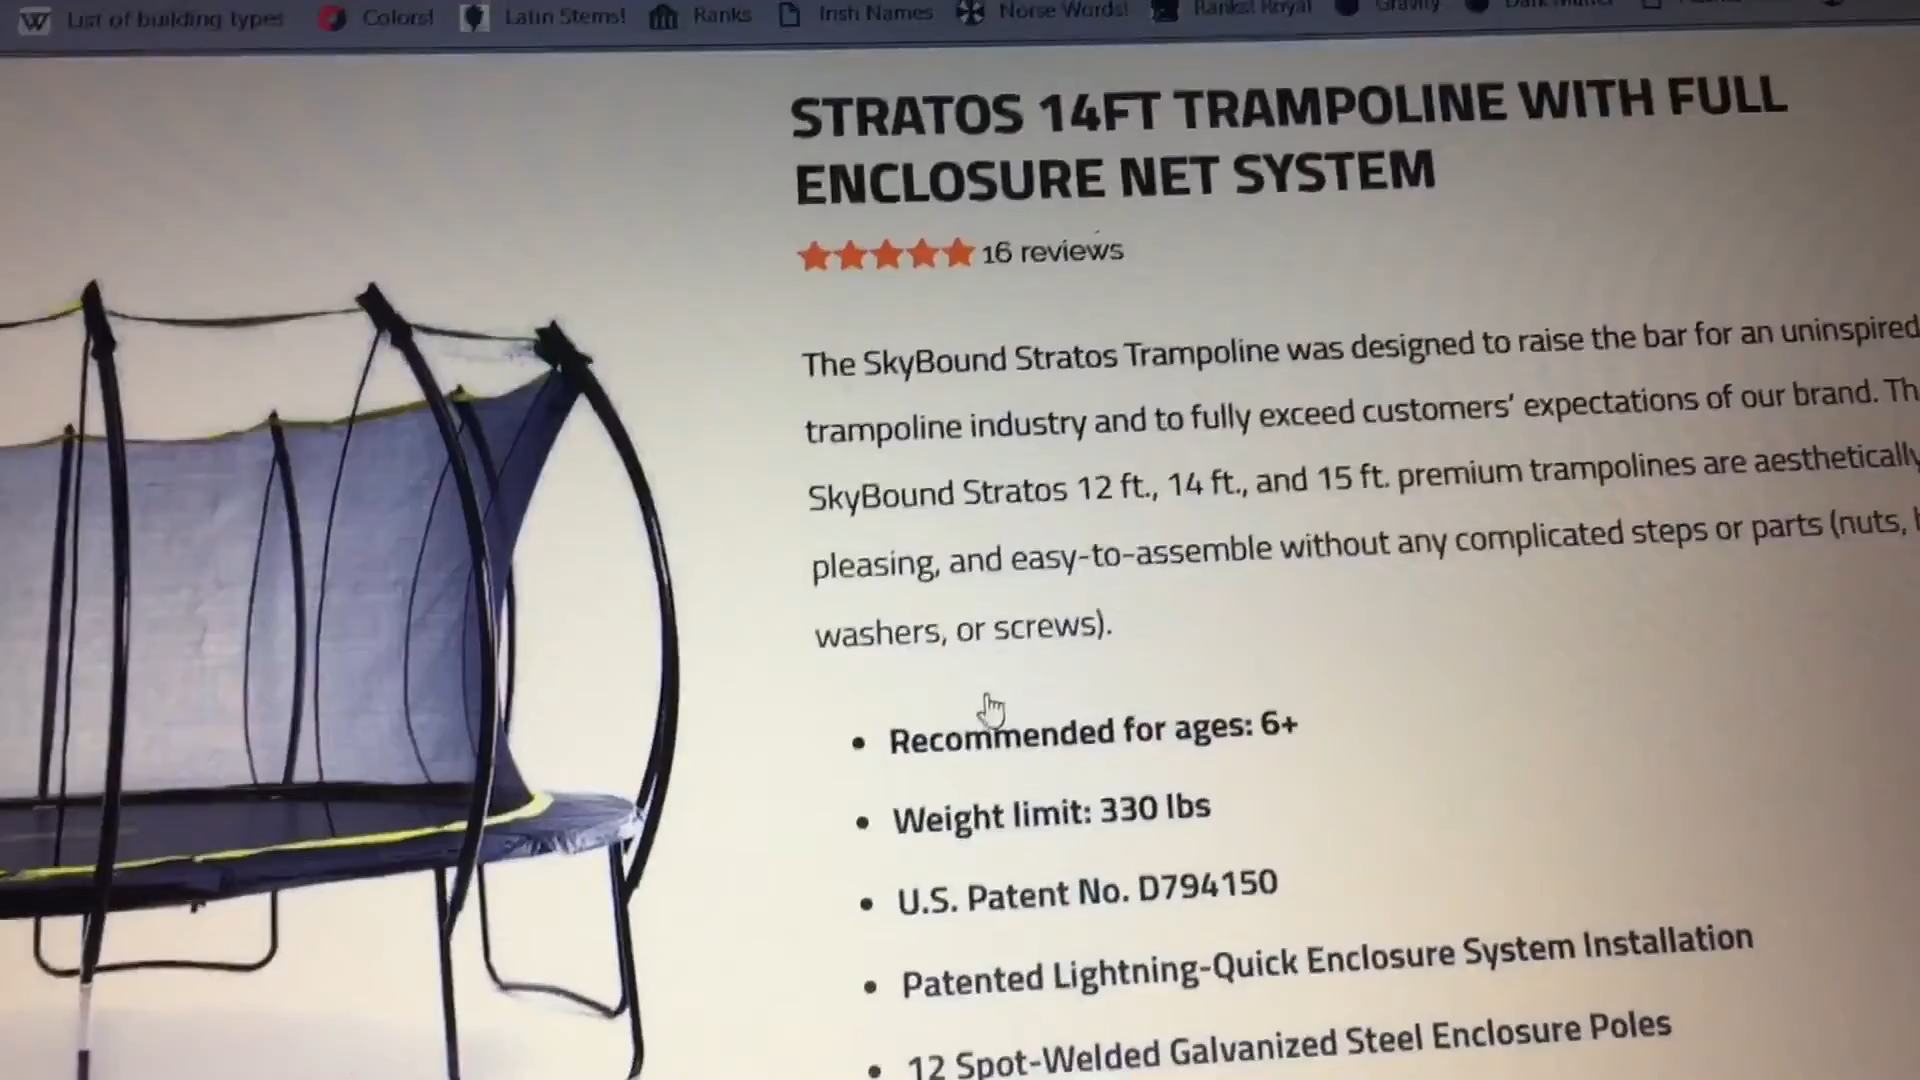 List of building types Colors! Latin Stems! Ranks Irish Names Norse Words! Ranks! Royal Gravity
STRATOS 14FT TRAMPOLINE WITH FULL
ENCLOSURE NET SYSTEM
16 reviews
The SkyBound Stratos Trampoline was designed to raise the bar for an uninspired
trampoline industry and to fully exceed customers' expectations of our brand. Th
SkyBound Stratos 12 ft., 14 ft., and 15 ft. premium trampolines are aesthetically
pleasing, and easy-to-assemble without any complicated steps or parts (nuts,
washers, or screws).
• Recommended for ages: 6+
• Weight limit: 330 lbs
• U.S. Patent No. D794150
• Patented Lightning-Quick Enclosure System Installation
• 12 Spot-Welded Galvanized Steel Enclosure Poles